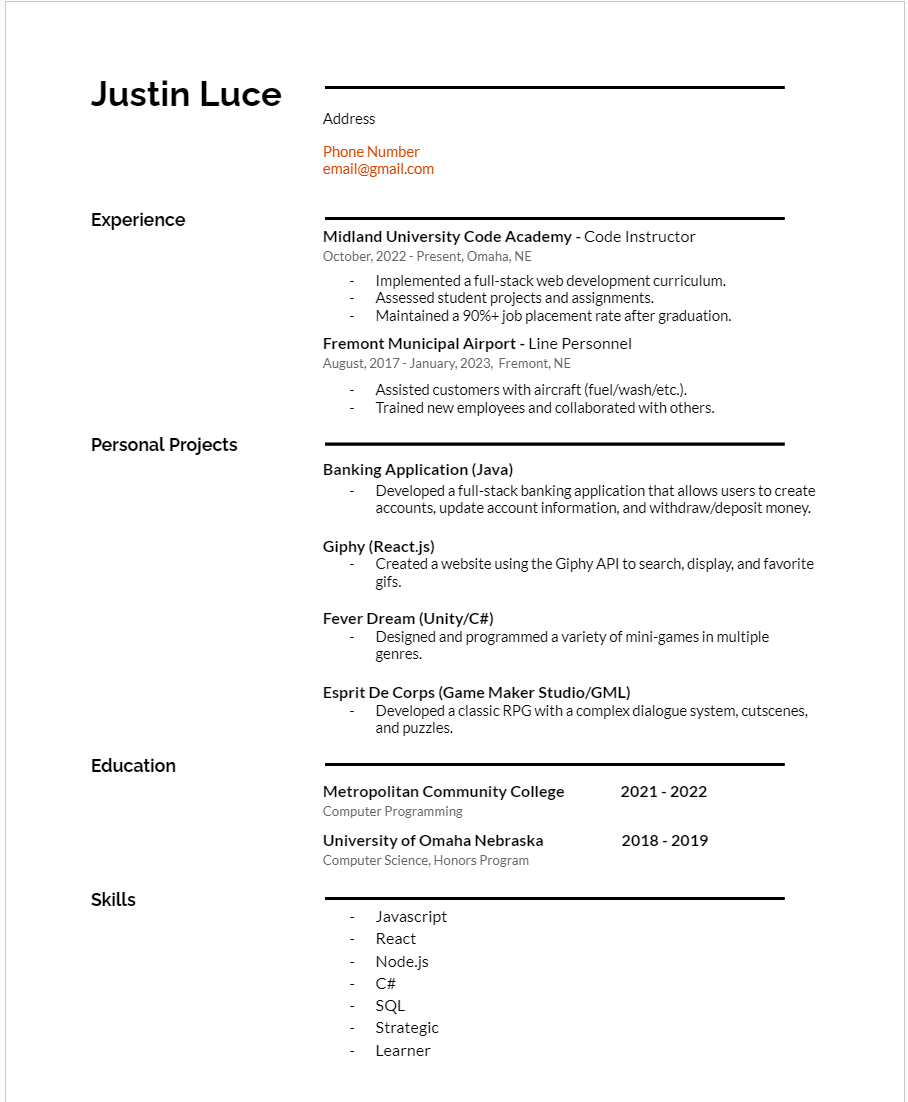 Justin Luce
Address
Phone Number
email@gmail.com
Experience
Midland University Code Academy - Code Instructor
October, 2022 - Present, Omaha, NE
- Implemented a full-stack web development curriculum.
- Assessed student projects and assignments.
- Maintained a 90%+ job placement rate after graduation.
Fremont Municipal Airport - Line Personnel
August, 2017 - January, 2023, Fremont, NE
- Assisted customers with aircraft (fuel/wash/etc.).
- Trained new employees and collaborated with others.
Personal Projects
Banking Application (Java)
- Developed a full-stack banking application that allows users to create
accounts, update account information, and withdraw/deposit money.
Giphy (React.js)
- Created a website using the Giphy API to search, display, and favorite
gifs.
Fever Dream (Unity/C#)
- Designed and programmed a variety of mini-games in multiple
genres.
Esprit De Corps (Game Maker Studio/GML)
- Developed a classic RPG with a complex dialogue system, cutscenes,
and puzzles.
Education
Metropolitan Community College 2021 - 2022
Computer Programming
University of Omaha Nebraska 2018 - 2019
Computer Science, Honors Program
Skills
- Javascript
- React
- Node.js
- C#
- SQL
- Strategic
- Learner